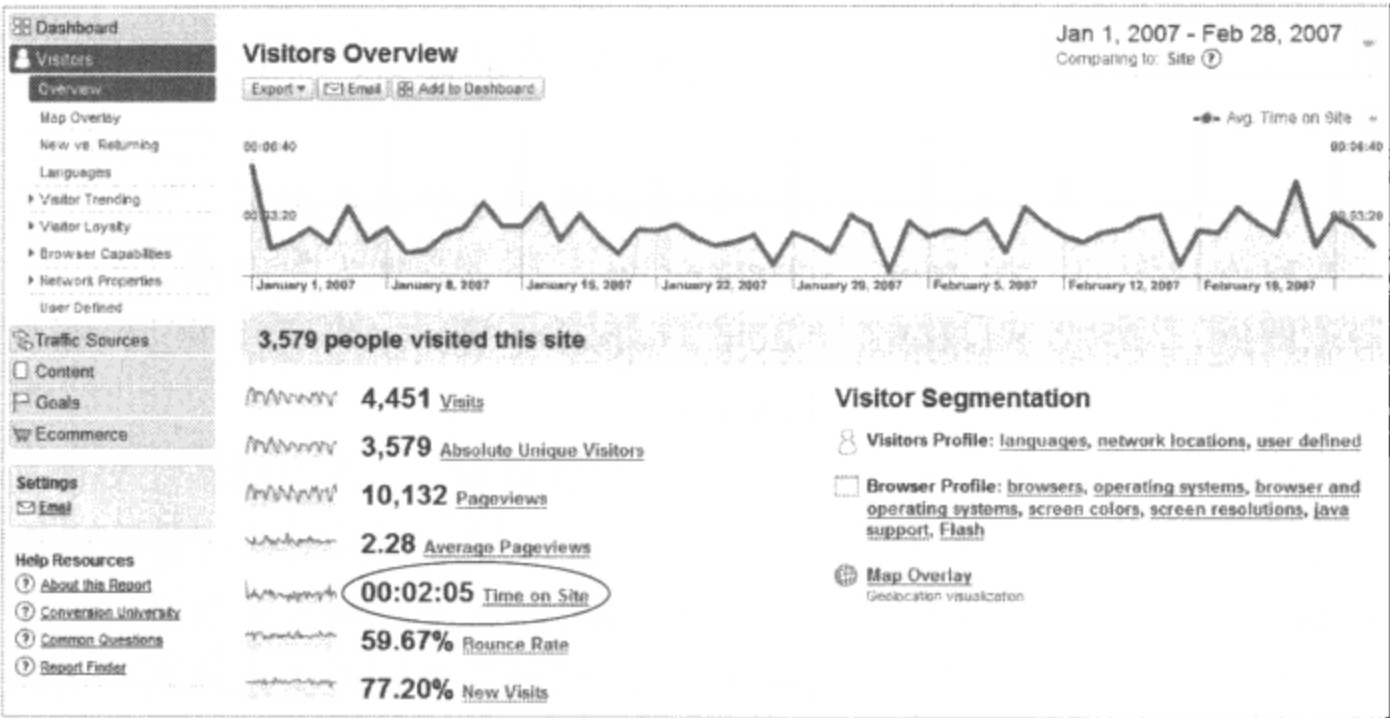 Dashboard
Visitors
Overview
Map Overlay
New vs. Returning
Languages
Visitor Trending
Visitor Loyalty
Browser Capabilities
Network Properties
User Defined
Traffic Sources
Content
Goals
Ecommerce
Settings
Email
Help Resources
About this Report
Conversion University
Common Questions
Report Finder
Visitors Overview
Jan 1, 2007 - Feb 28, 2007
Comparing to: Site
Export Email Add to Dashboard
Avg. Time on Site
00:06:40 00:06:40
00:03:20 00:03:20
January 1, 2007 January 8, 2007 January 15, 2007 January 22, 2007 January 29, 2007 February 5, 2007 February 12, 2007 February 19, 2007
3,579 people visited this site
4,451 Visits
3,579 Absolute Unique Visitors
10,132 Pageviews
2.28 Average Pageviews
00:02:05 Time on Site
59.67% Bounce Rate
77.20% New Visits
Visitor Segmentation
Visitors Profile: languages, network locations, user defined
Browser Profile: browsers, operating systems, browser and
operating systems, screen colors, screen resolutions, java
support, Flash
Map Overlay
Geolocation visualization